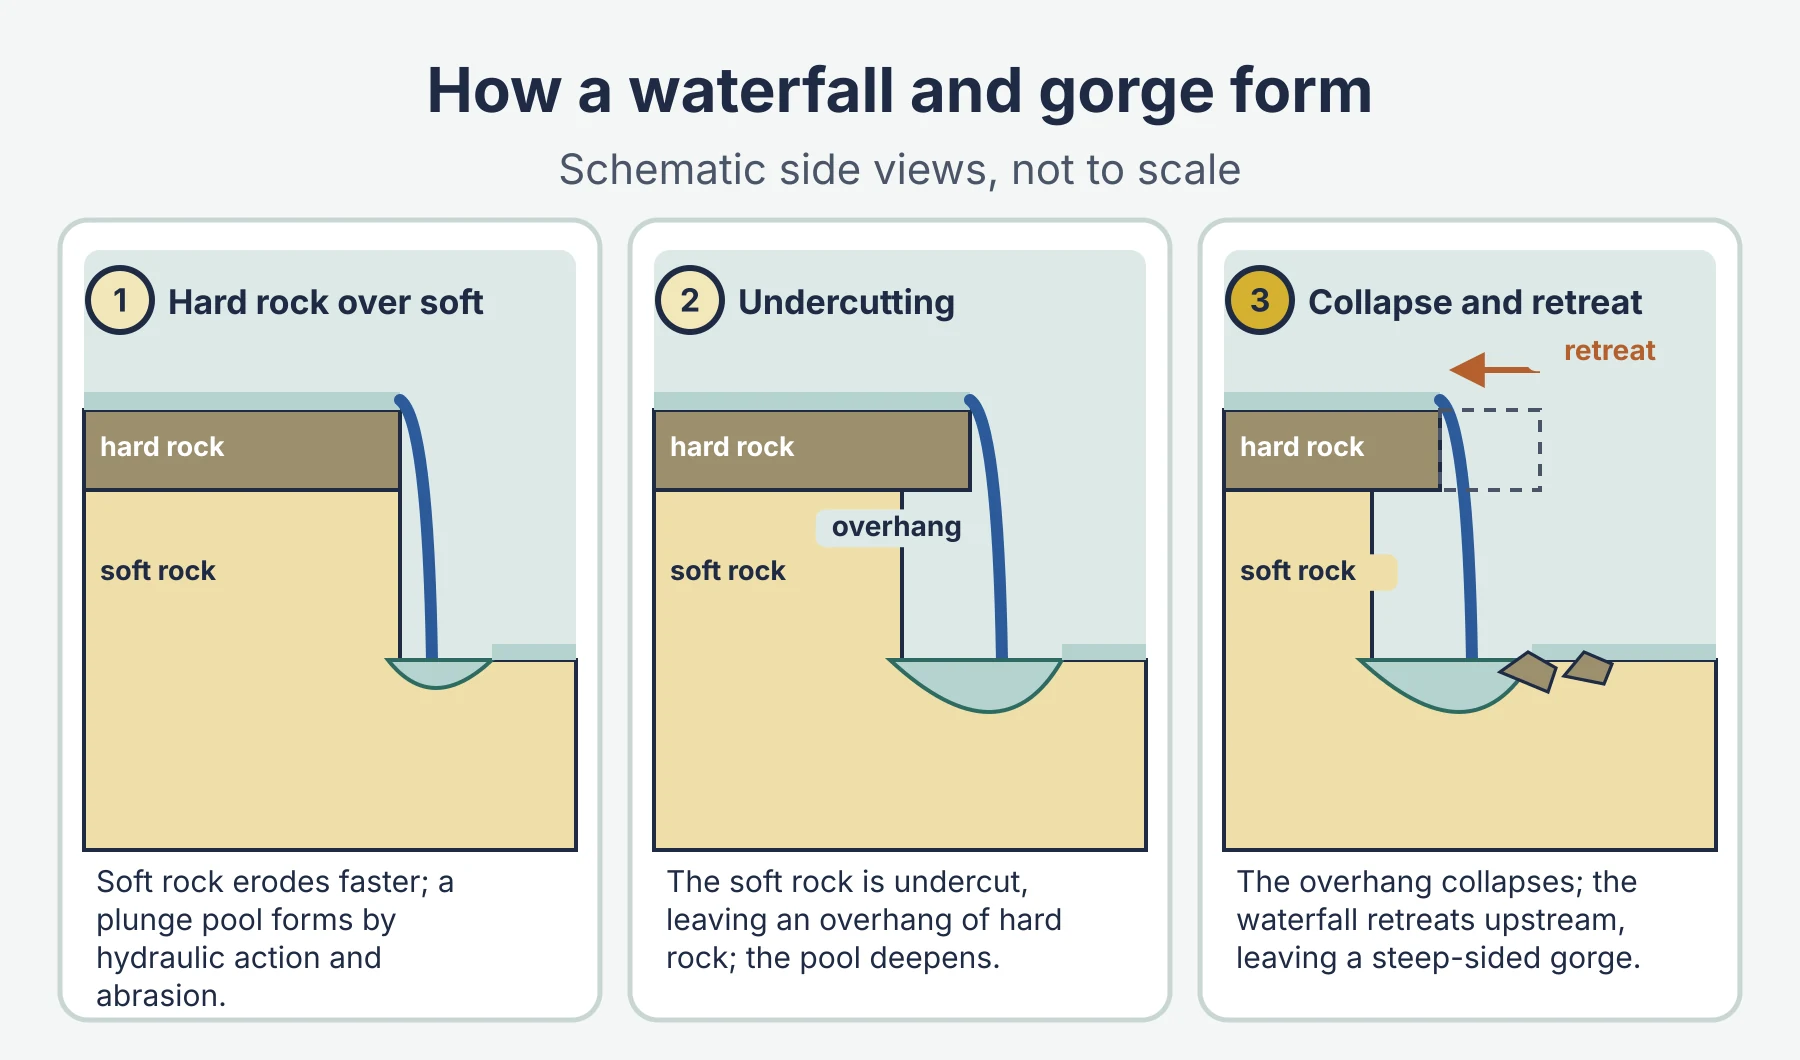 How a waterfall and gorge form
Schematic side views, not to scale
1
Hard rock over soft
hard rock
soft rock
Soft rock erodes faster; a
plunge pool forms by
hydraulic action and
abrasion.
2
Undercutting
hard rock
overhang
soft rock
The soft rock is undercut,
leaving an overhang of hard
rock; the pool deepens.
3
Collapse and retreat
retreat
hard rock
soft rock
The overhang collapses; the
waterfall retreats upstream,
leaving a steep-sided gorge.